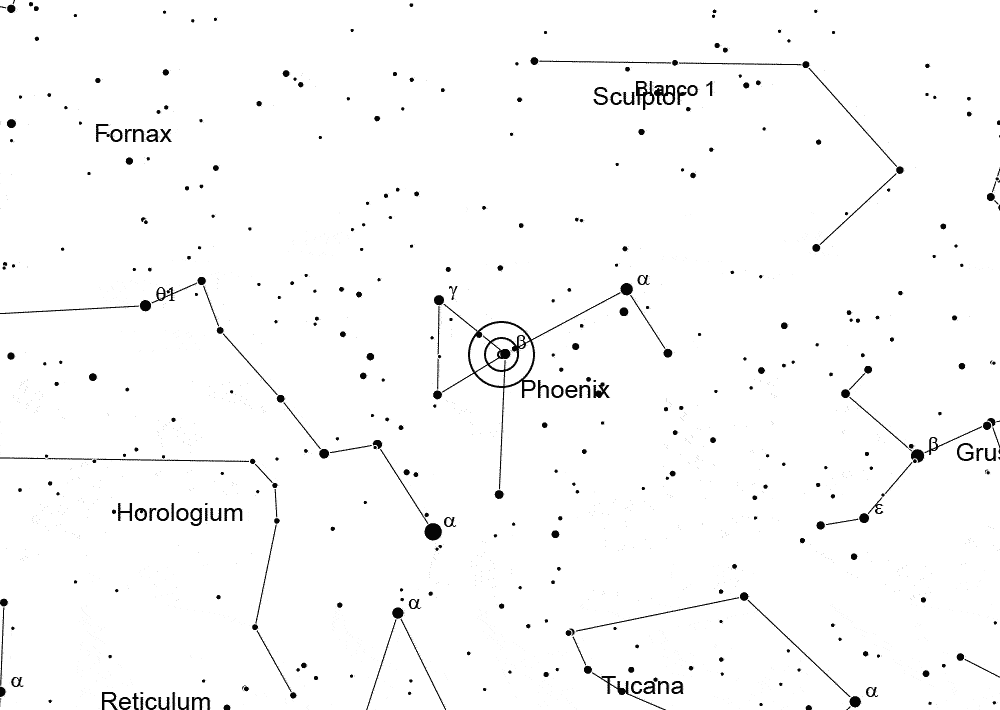 Blanco 1
Sculptor
Fornax
α
γ
θ1
β
Phoenix
β
Grus
ε
Horologium
α
α
α
Tucana
α
Reticulum